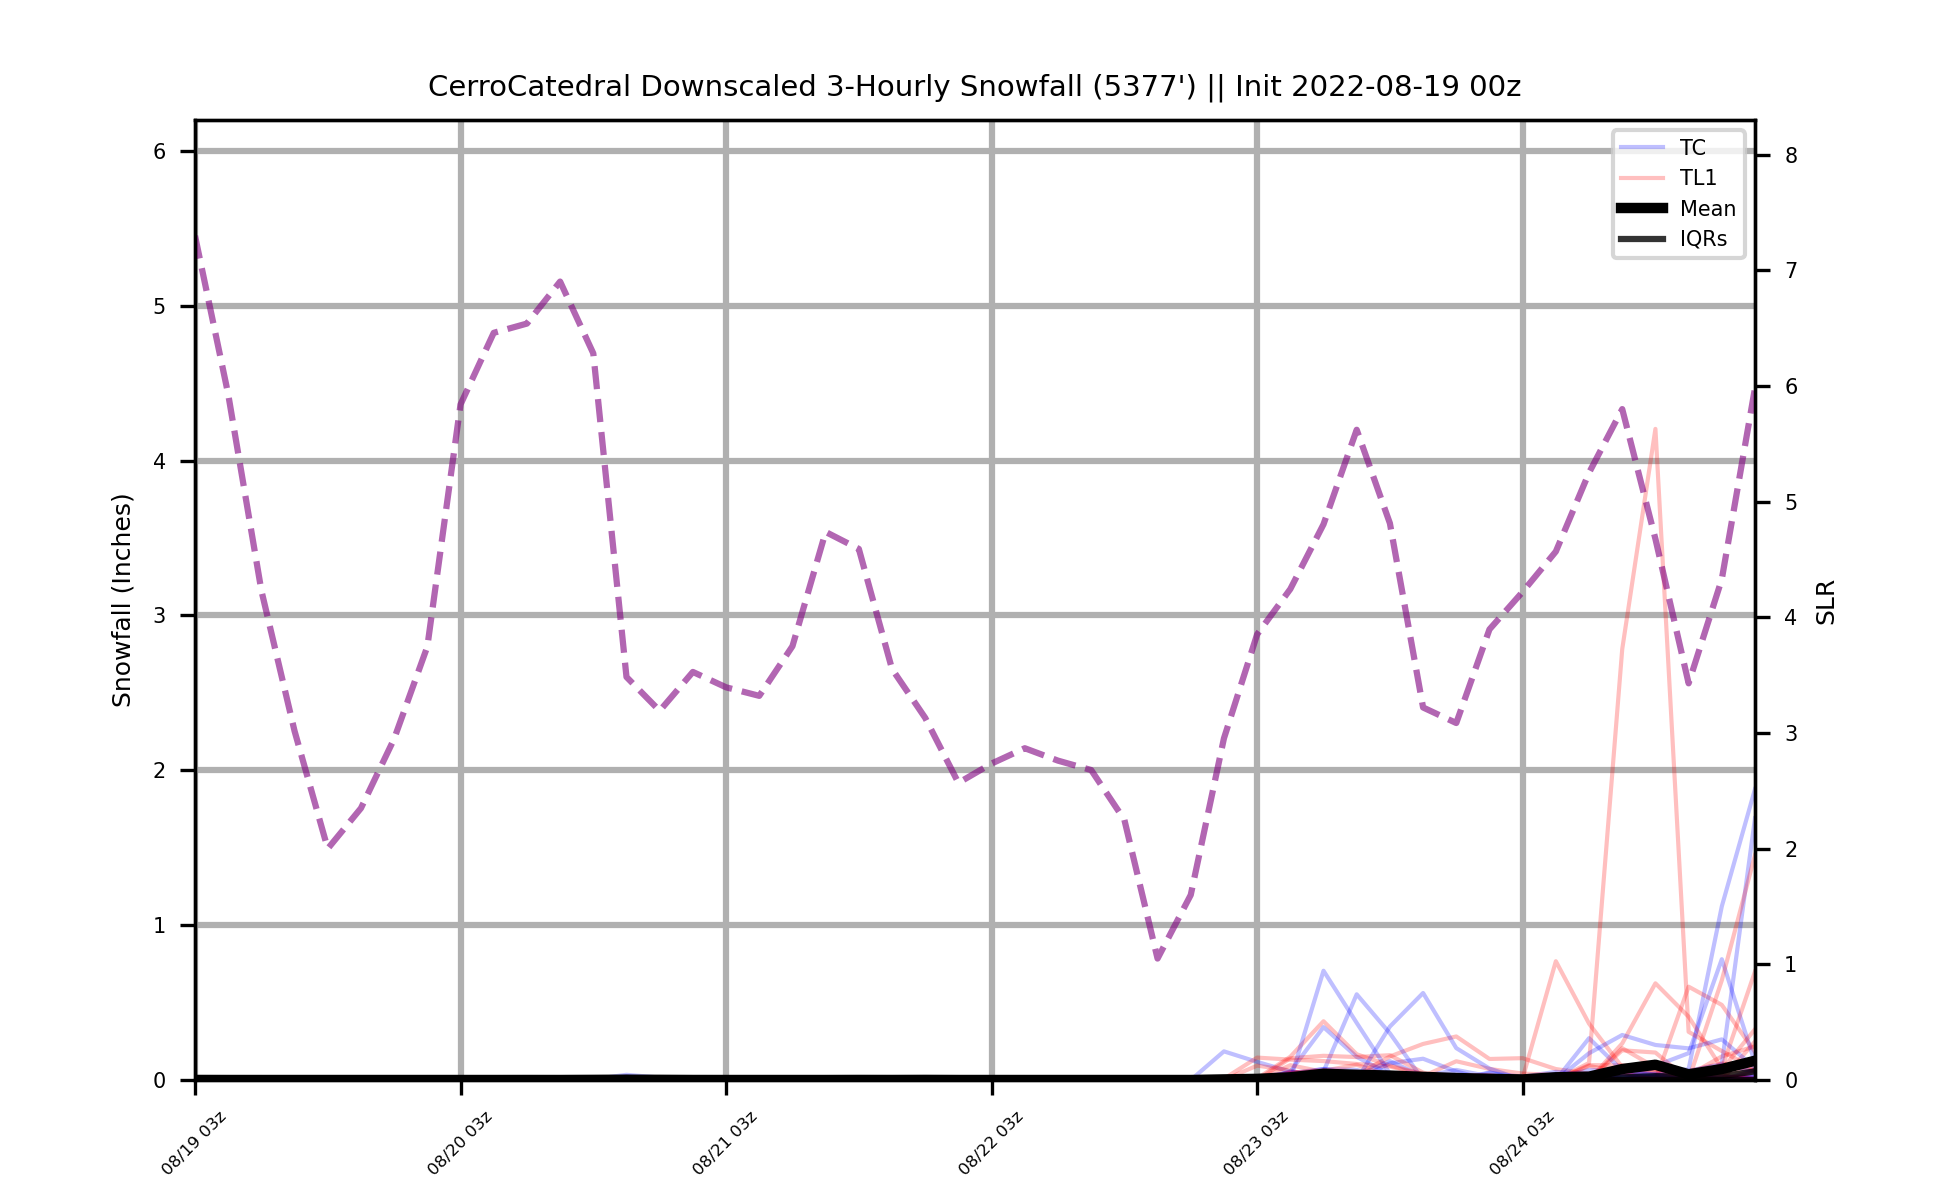 CerroCatedral Downscaled 3-Hourly Snowfall (5377') || Init 2022-08-19 00z
TC
TL1
Mean
IQRs
6
5
4
3
2
1
0
Snowfall (Inches)
8
7
6
5
4
3
2
1
0
SLR
08/19 03z
08/20 03z
08/21 03z
08/22 03z
08/23 03z
08/24 03z